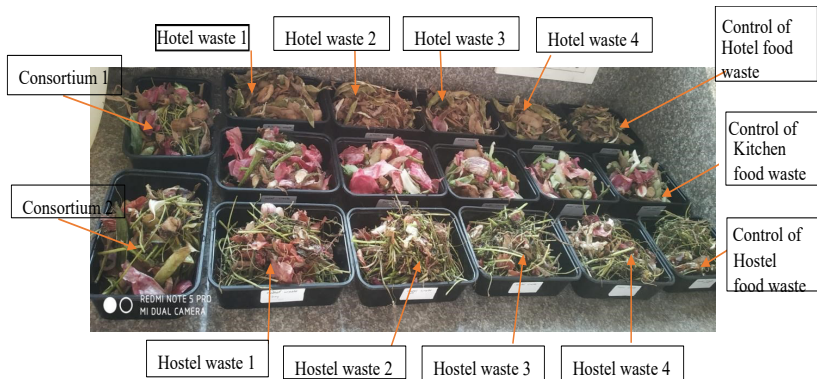 Hotel waste 1
Hotel waste 2
Hotel waste 3
Hotel waste 4
Control of
Hotel food
waste
Consortium 1
Control of
Kitchen
food waste
Consortium 2
Control of
Hostel
food waste
REDMI NOTE 5 PRO
MI DUAL CAMERA
Hostel waste 1
Hostel waste 2
Hostel waste 3
Hostel waste 4